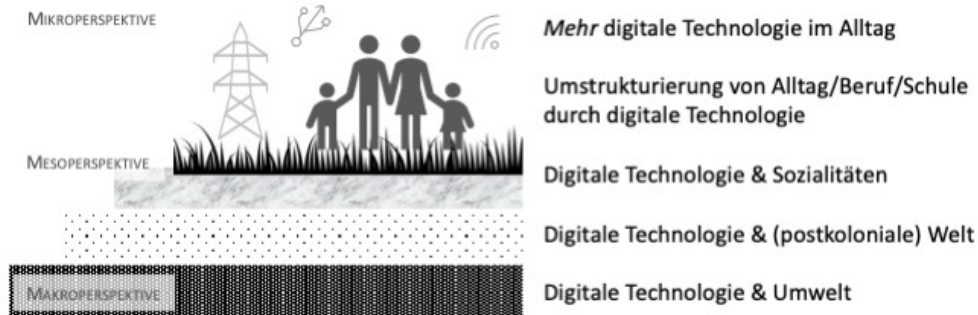 MIKROPERSPEKTIVE
Mehr digitale Technologie im Alltag
Umstrukturierung von Alltag/Beruf/Schule
durch digitale Technologie
MESOPERSPEKTIVE
Digitale Technologie & Sozialitäten
Digitale Technologie & (postkoloniale) Welt
MAKROPERSPEKTIVE
Digitale Technologie & Umwelt